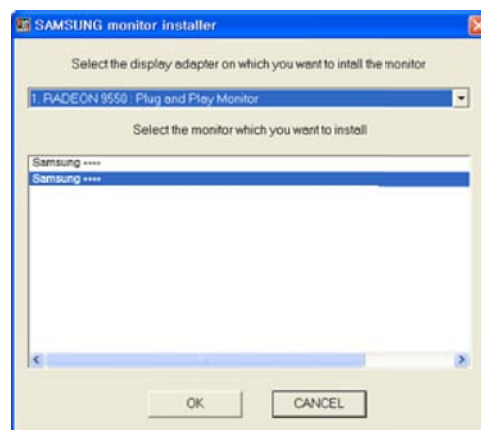 SAMSUNG monitor installer
Select the display adapter on which you want to intall the monitor
1. RADEON 9550 : Plug and Play Monitor
Select the monitor which you want to install
Samsung ****
Samsung ****
OK
CANCEL